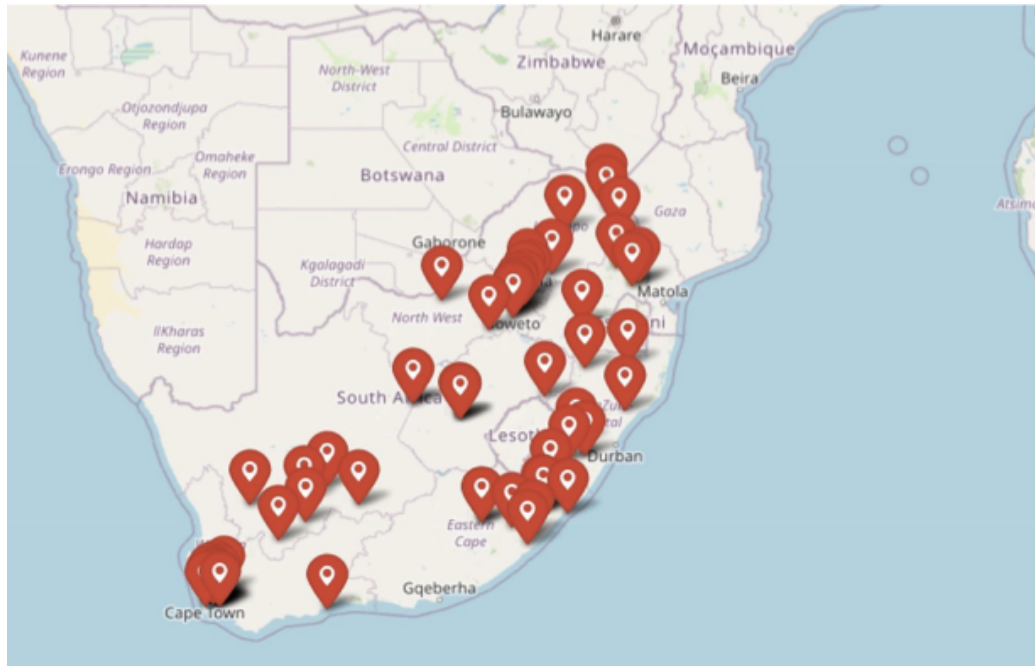 Harare
Kunene
Region
Moçambique
Zimbabwe
North-West
District
Beira
Otjozondjupa
Region
Bulawayo
Central District
Omaheke
Region
Erongo Region
Botswana
Namibia
Gaza
Atsimo
Hardap
Region
Gaborone
Kgalagadi
District
Matola
North West
IlKharas
Region
South Africa
Lesotho
Durban
Eastern
Cape
Gqeberha
Cape Town